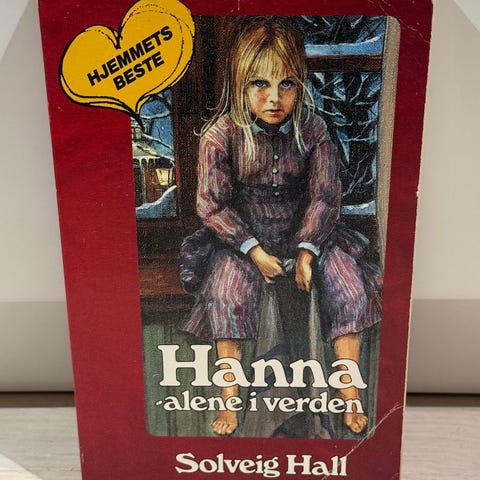 HJEMMETS
BESTE
Hanna
-alene i verden
Solveig Hall